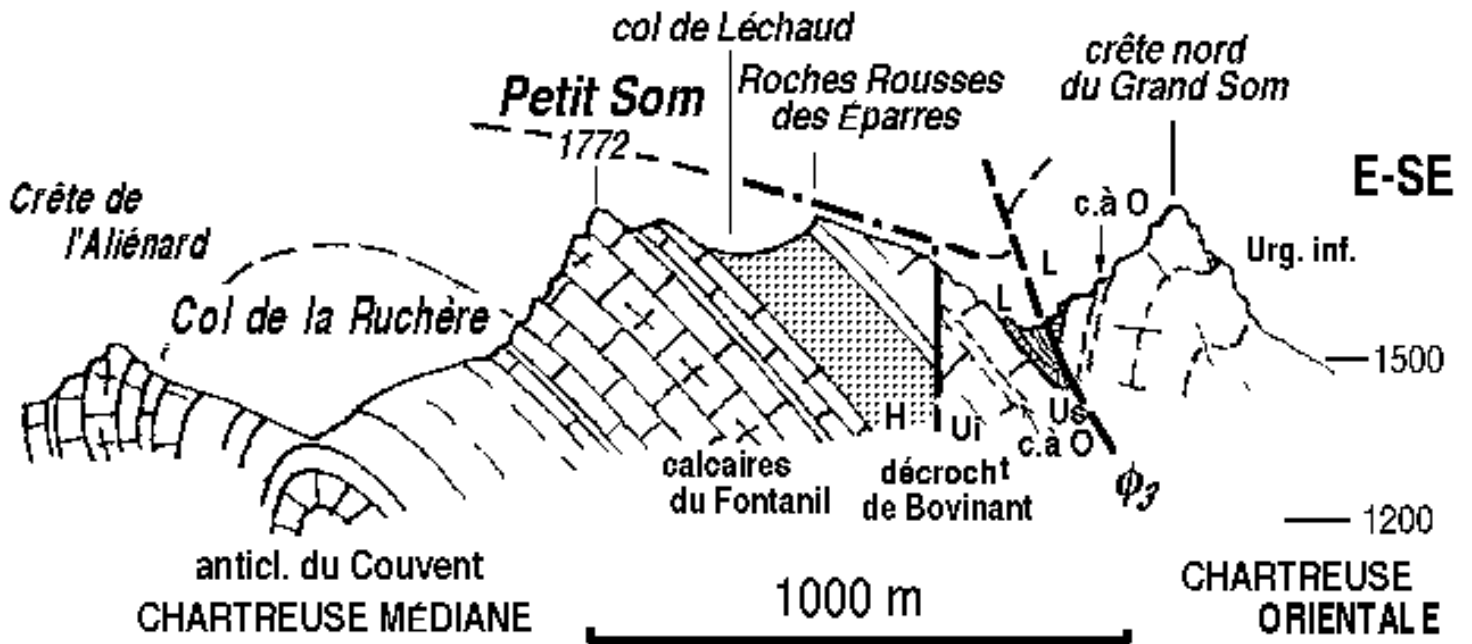 col de Léchaud
crête nord
du Grand Som
Petit Som
1772
Roches Rousses
des Éparres
E-SE
Crête de
l'Aliénard
c.à O
Urg. inf.
L
L
Col de la Ruchère
1500
H
Ui
Us
c.à O
calcaires
du Fontanil
décrocht
de Bovinant
φ3
1200
anticl. du Couvent
CHARTREUSE MÉDIANE
1000 m
CHARTREUSE
ORIENTALE